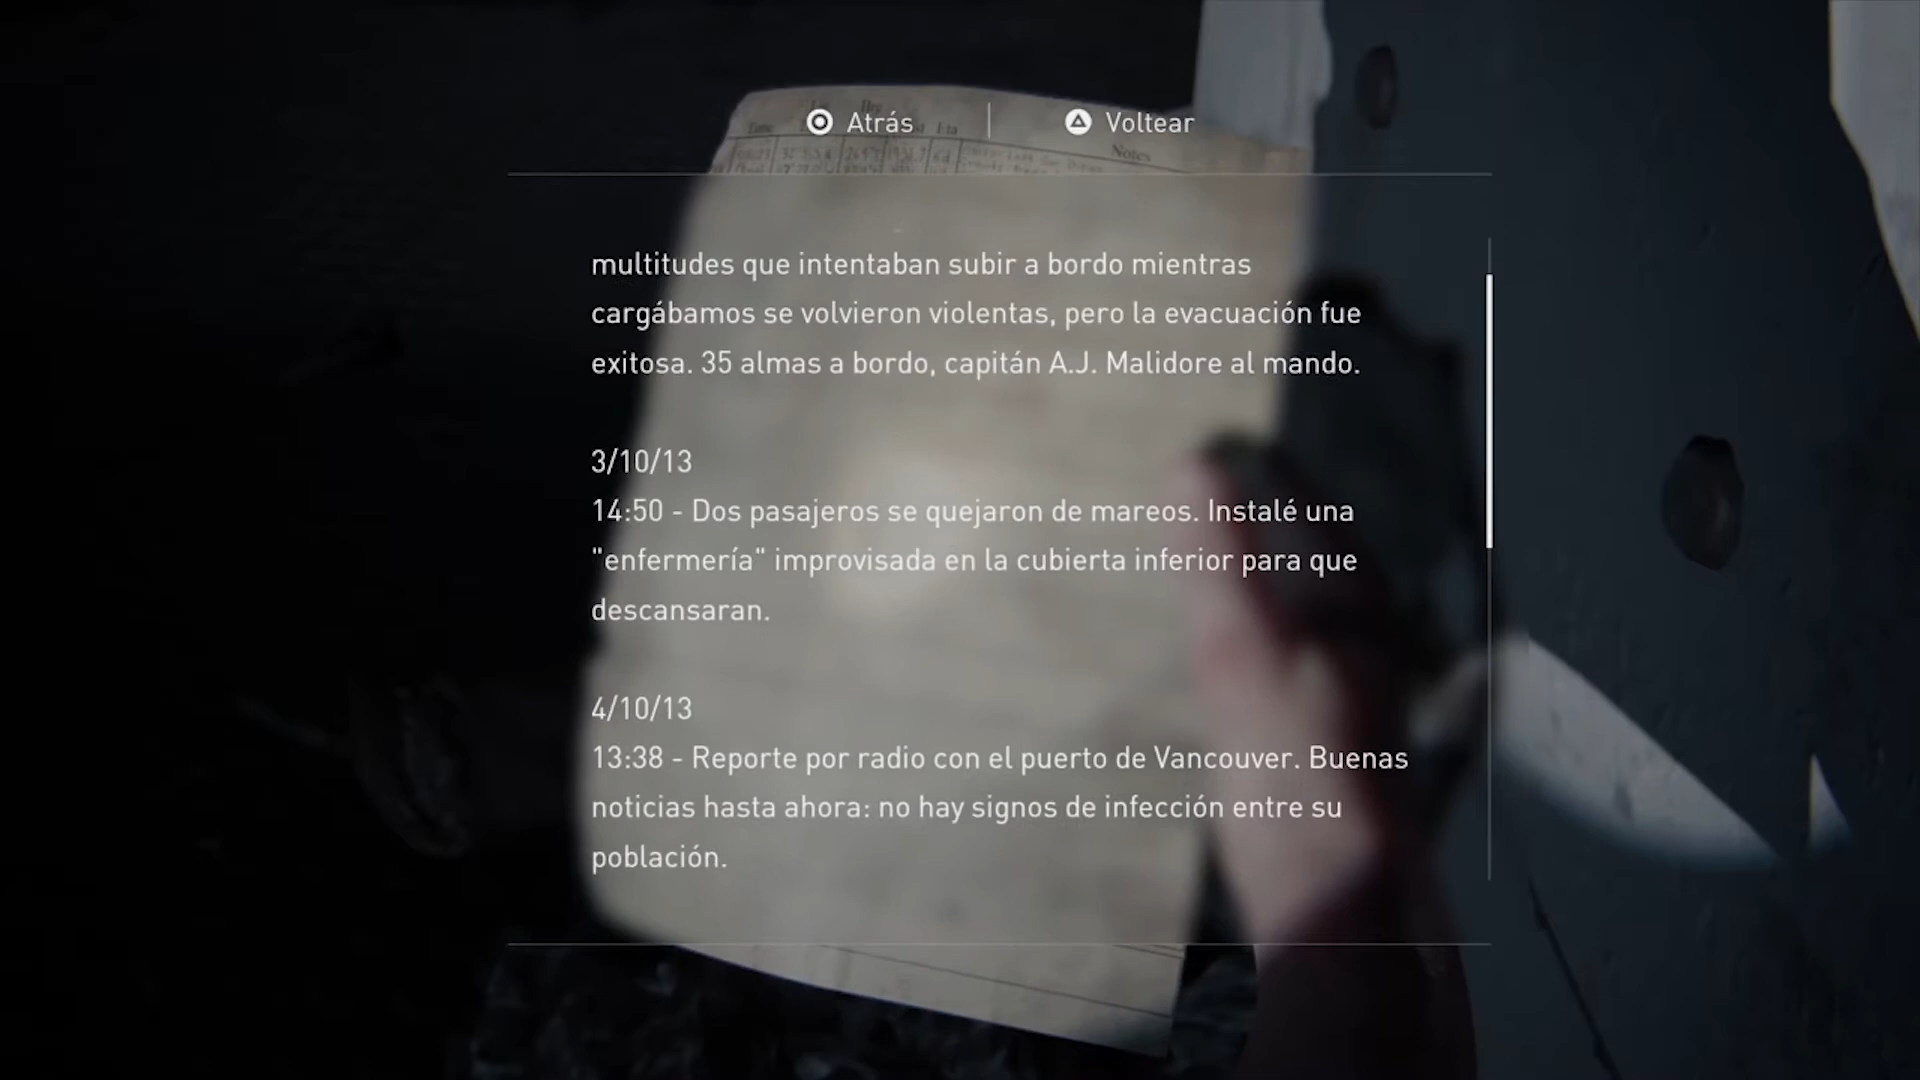 Atrás | Voltear
Notes
multitudes que intentaban subir a bordo mientras
cargábamos se volvieron violentas, pero la evacuación fue
exitosa. 35 almas a bordo, capitán A.J. Malidore al mando.
3/10/13
14:50 - Dos pasajeros se quejaron de mareos. Instalé una
"enfermería" improvisada en la cubierta inferior para que
descansaran.
4/10/13
13:38 - Reporte por radio con el puerto de Vancouver. Buenas
noticias hasta ahora: no hay signos de infección entre su
población.